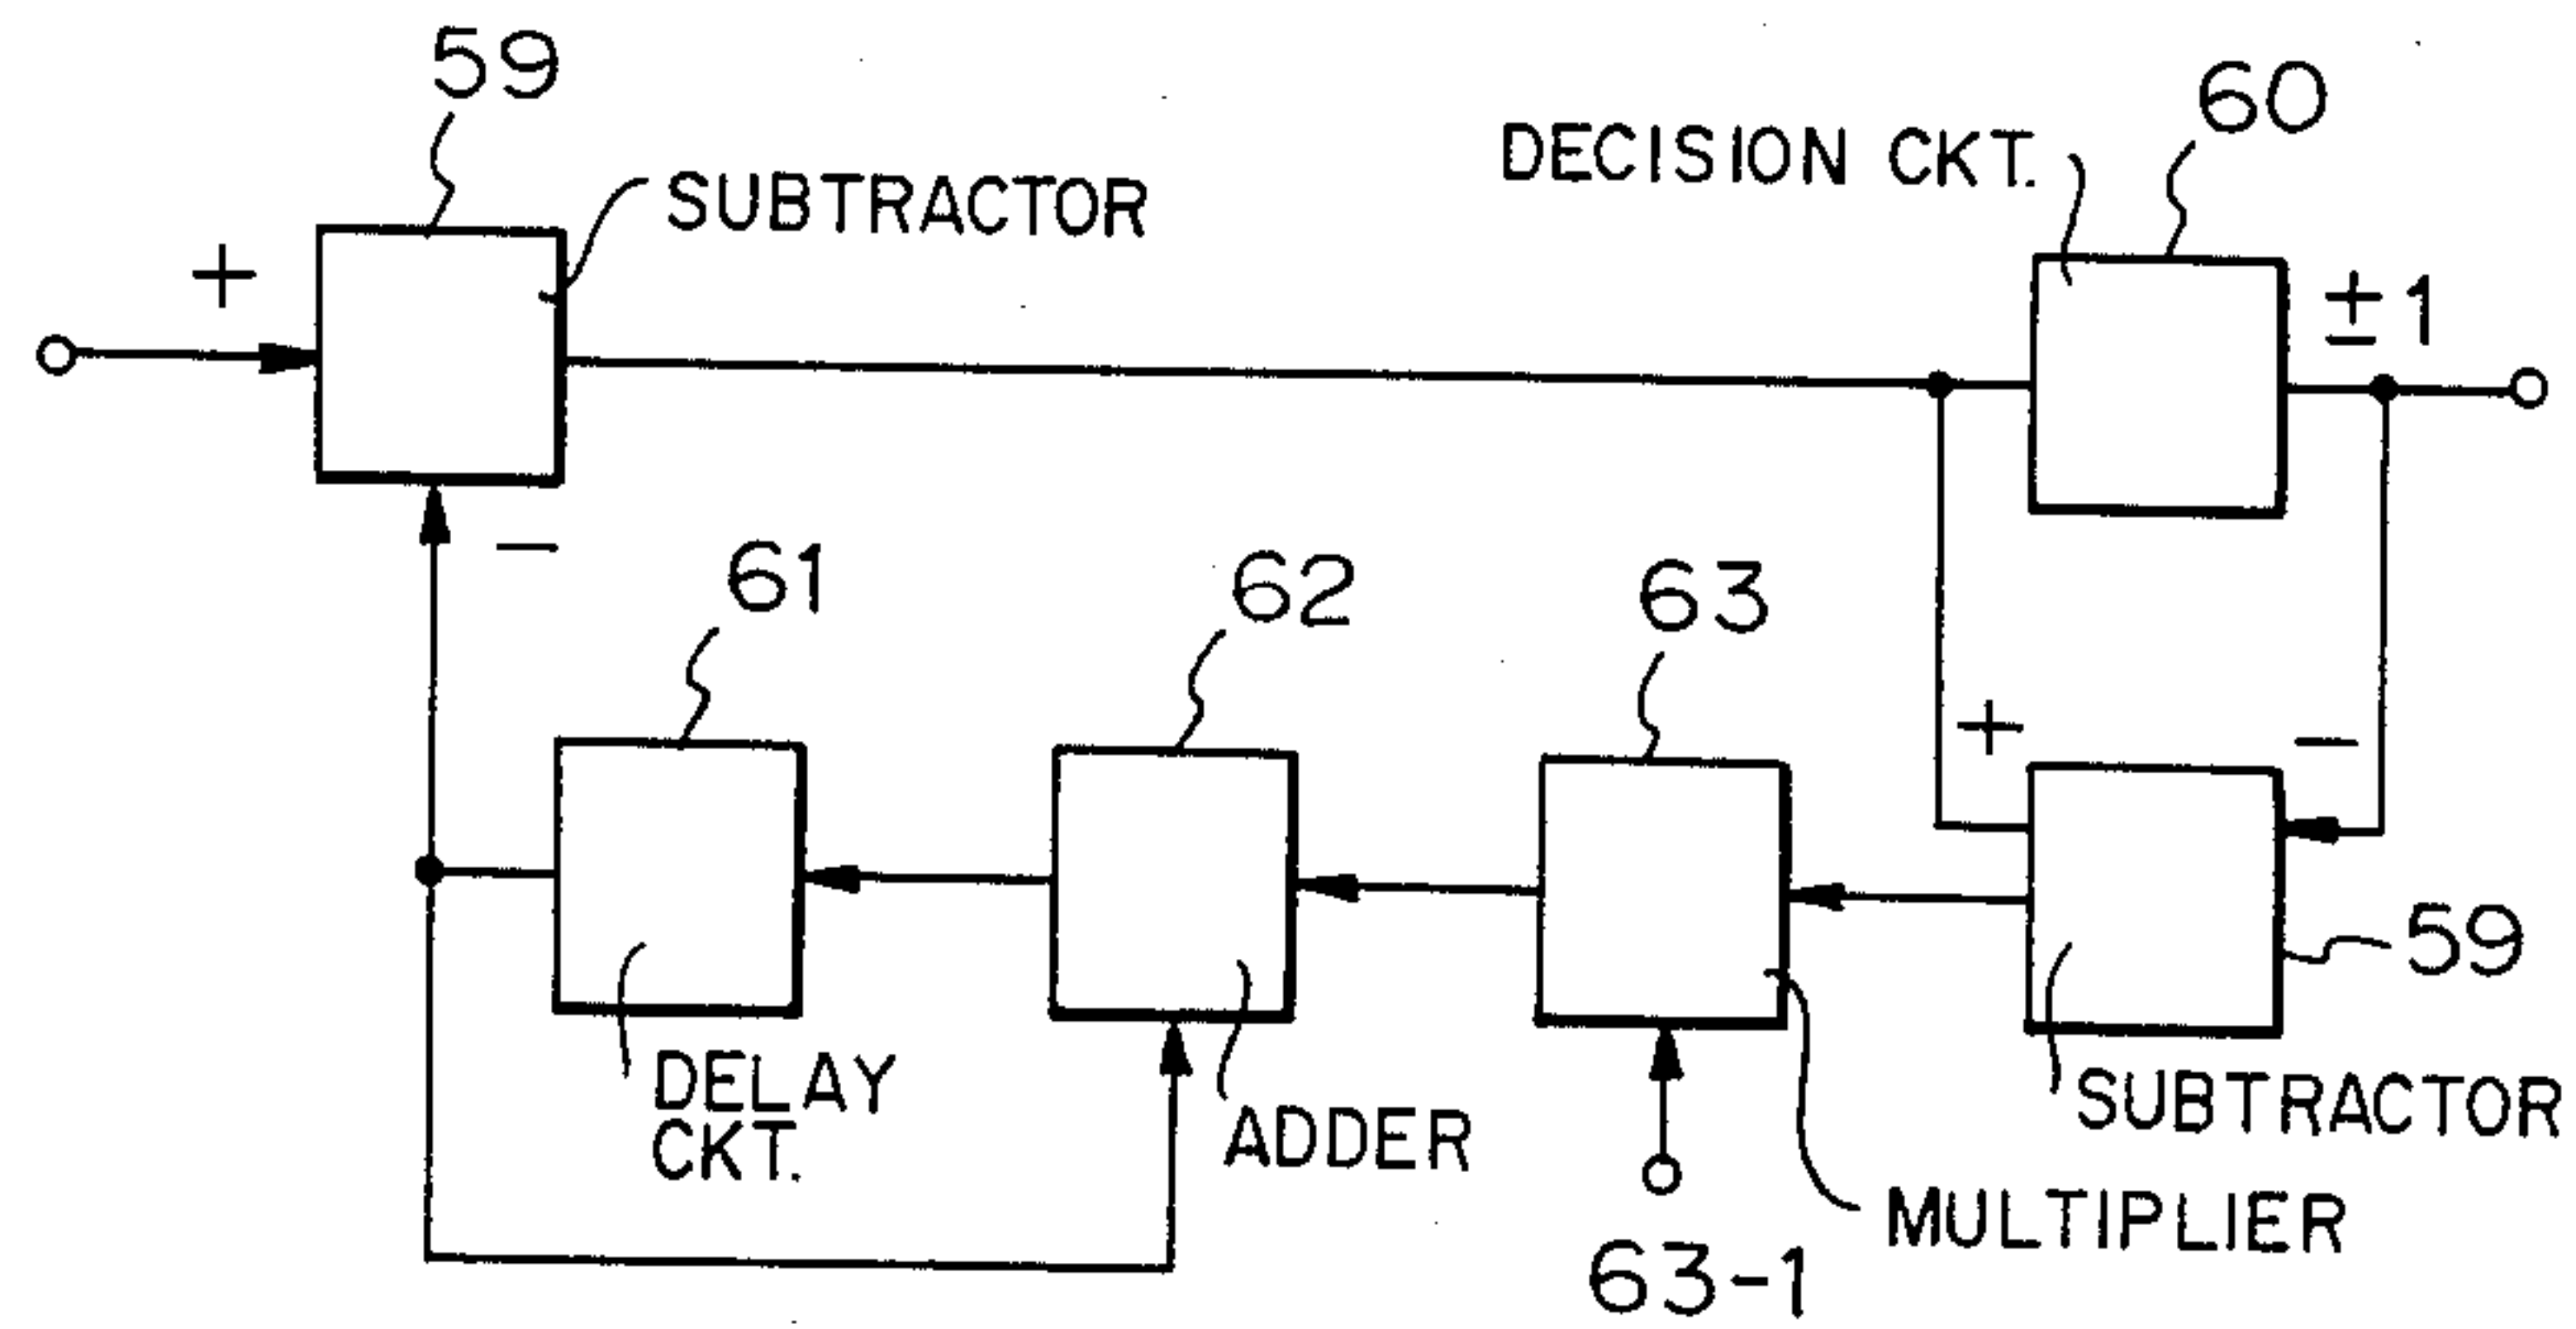 59
SUBTRACTOR
+
DECISION CKT.
60
±1
−
61
62
63
+
−
DELAY
CKT.
ADDER
59
SUBTRACTOR
MULTIPLIER
63-1